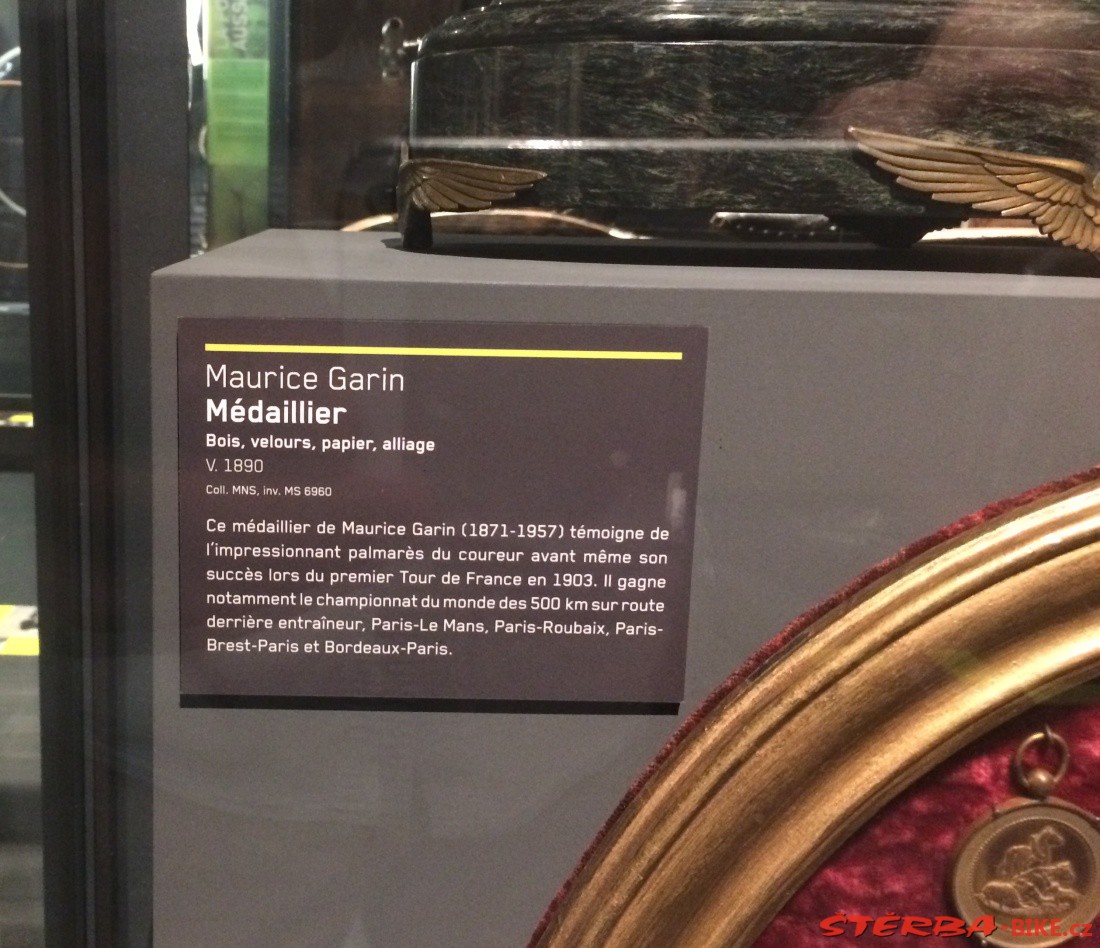 AUSS
Maurice Garin
Médaillier
Bois, velours, papier, alliage
V. 1890
Coll. MNS, inv. MS 6960
Ce médaillier de Maurice Garin (1871-1957) témoigne de
l'impressionnant palmarès du coureur avant même son
succès lors du premier Tour de France en 1903. Il gagne
notamment le championnat du monde des 500 km sur route
derrière entraîneur, Paris-Le Mans, Paris-Roubaix, Paris-
Brest-Paris et Bordeaux-Paris.
ŠTĚRBA-BIKE.cz